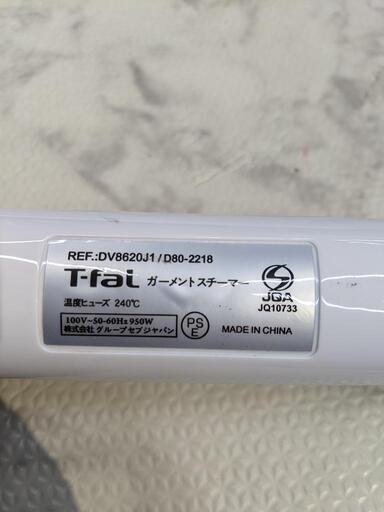 REF.:DV8620J1/D80-2218
T-faL ガーメントスチーマー
JQA
温度ヒューズ 240℃
JQ10733
100V～50-60Hz 950W
株式会社 グループセブジャパン
PS
E
MADE IN CHINA